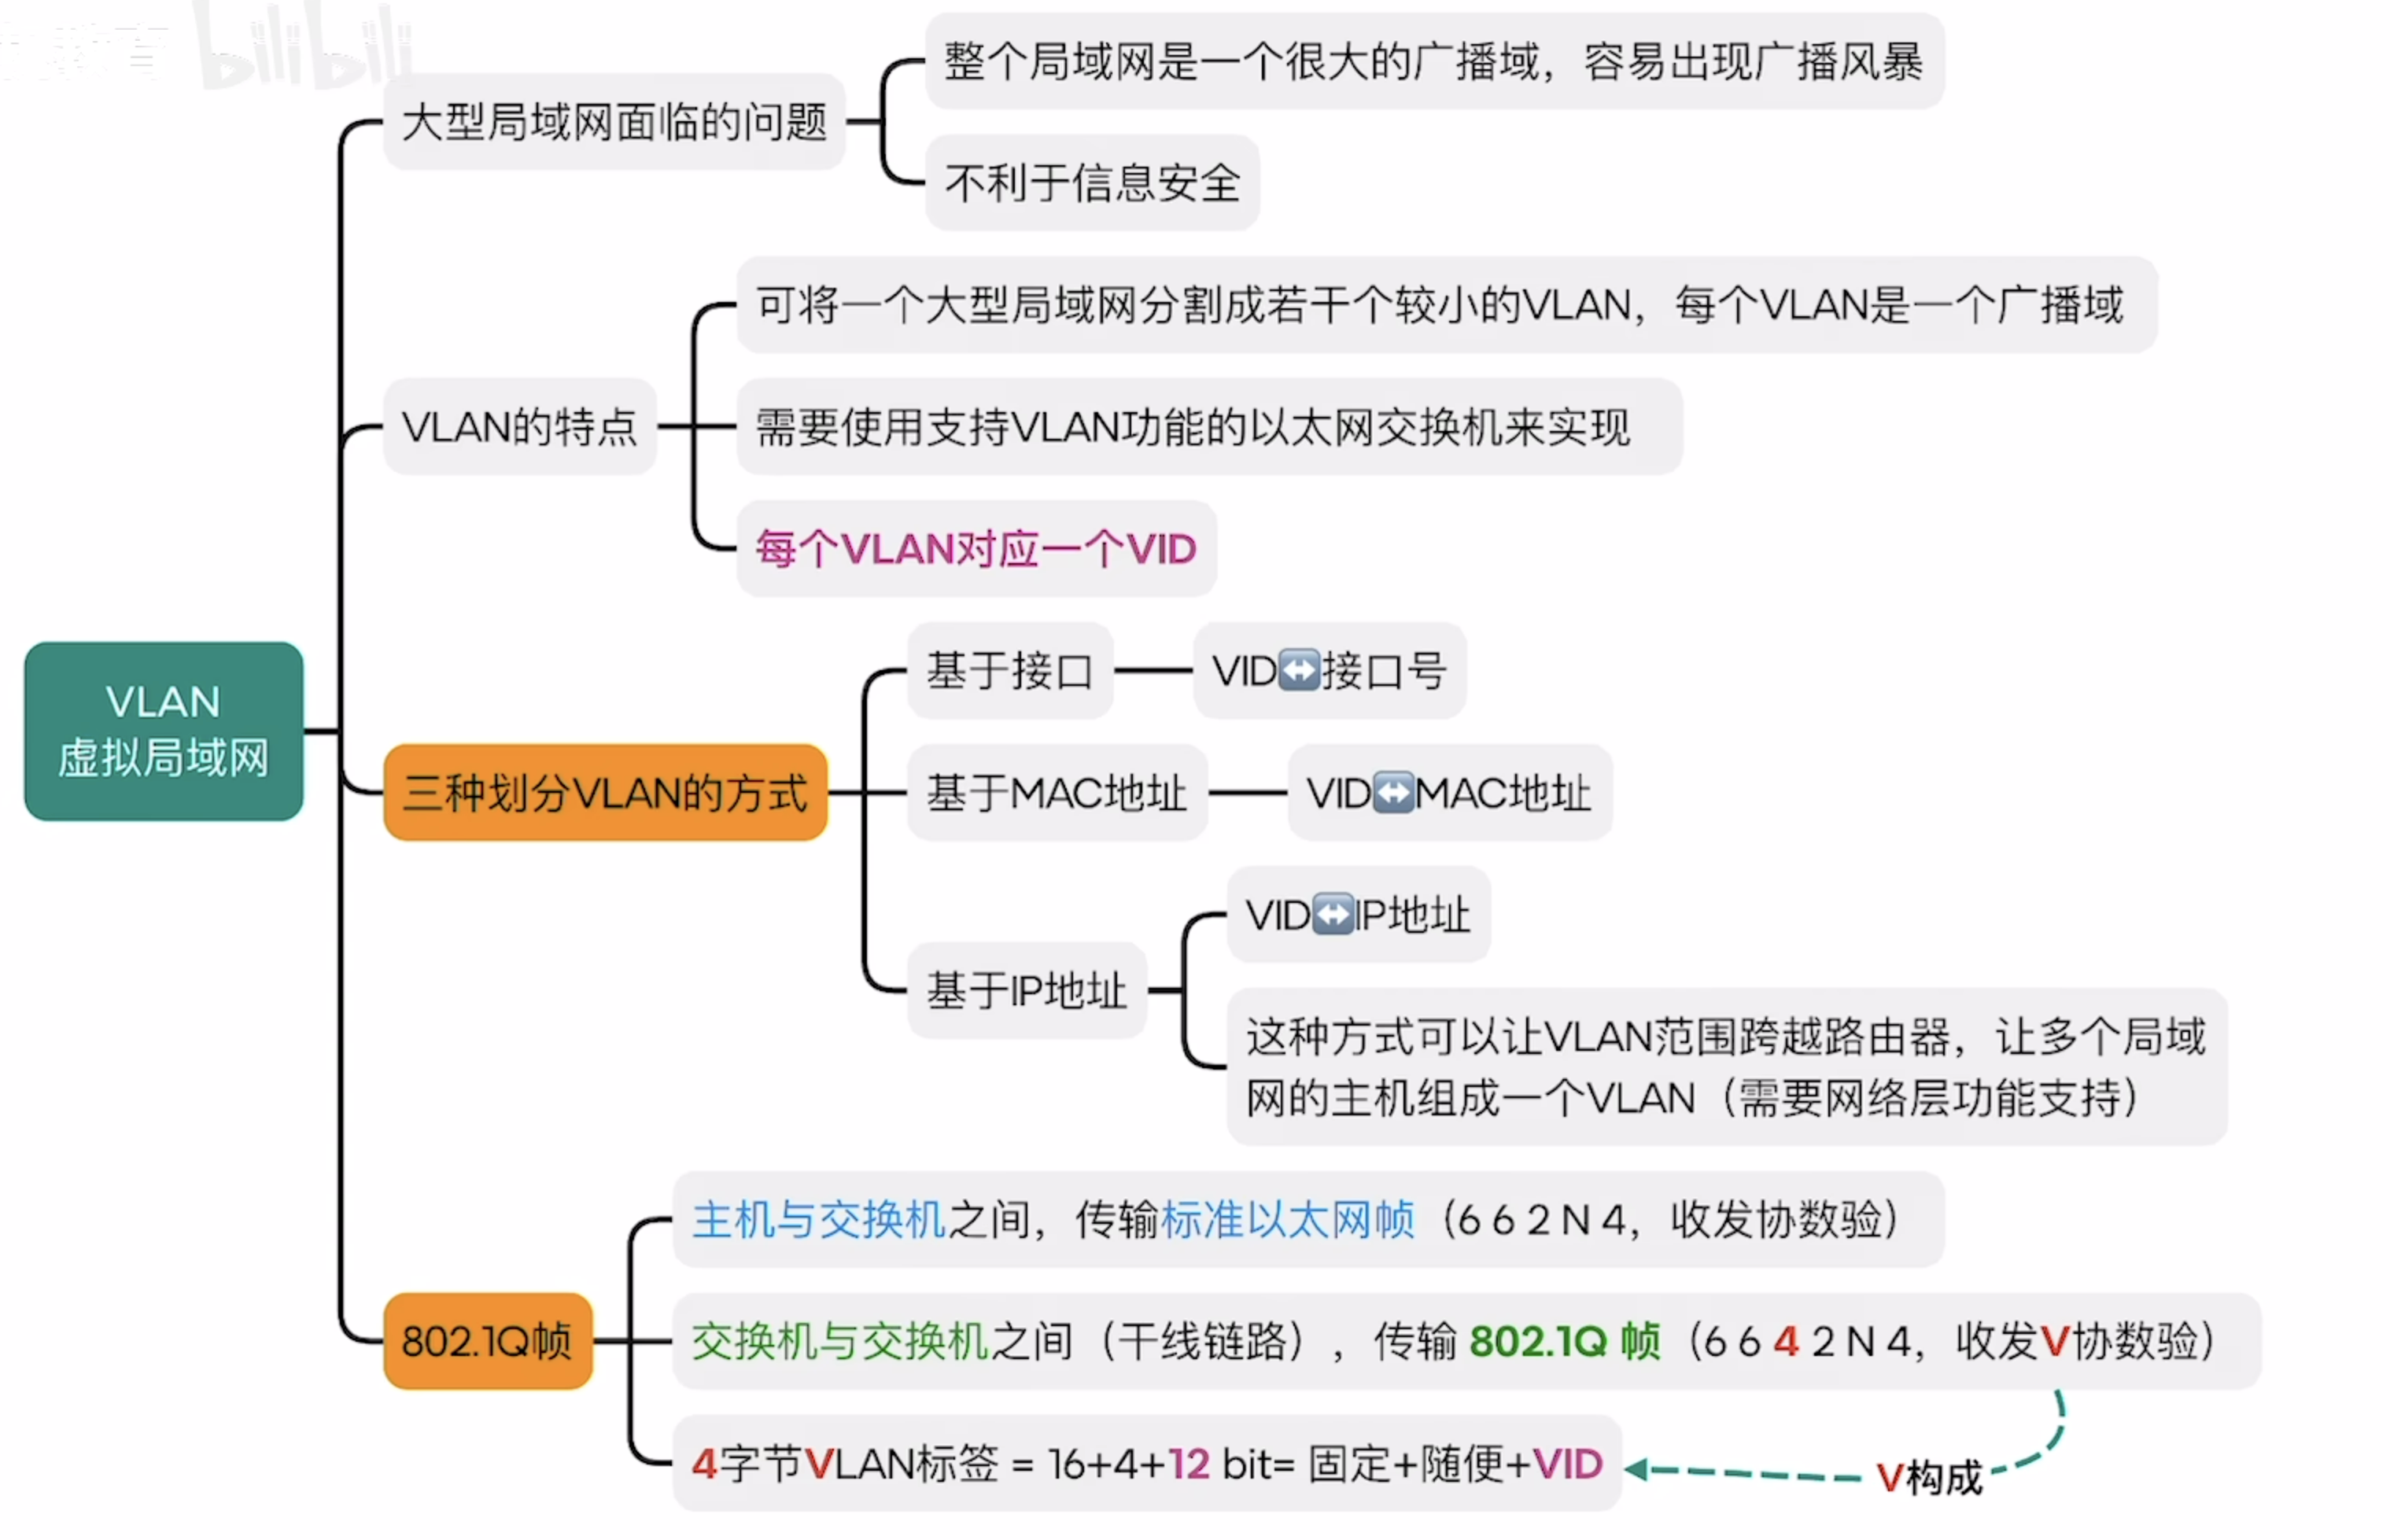 bilibili
大型局域网面临的问题
整个局域网是一个很大的广播域，容易出现广播风暴
不利于信息安全
VLAN的特点
可将一个大型局域网分割成若干个较小的VLAN，每个VLAN是一个广播域
需要使用支持VLAN功能的以太网交换机来实现
每个VLAN对应一个VID
VLAN
虚拟局域网
三种划分VLAN的方式
基于接口
VID↔️接口号
基于MAC地址
VID↔️MAC地址
基于IP地址
VID↔️IP地址
这种方式可以让VLAN范围跨越路由器，让多个局域
网的主机组成一个VLAN（需要网络层功能支持）
802.1Q帧
主机与交换机之间，传输标准以太网帧（6 6 2 N 4，收发协数验）
交换机与交换机之间（干线链路），传输 802.1Q 帧（6 6 4 2 N 4，收发V协数验）
4字节VLAN标签 = 16+4+12 bit= 固定+随便+VID
V构成